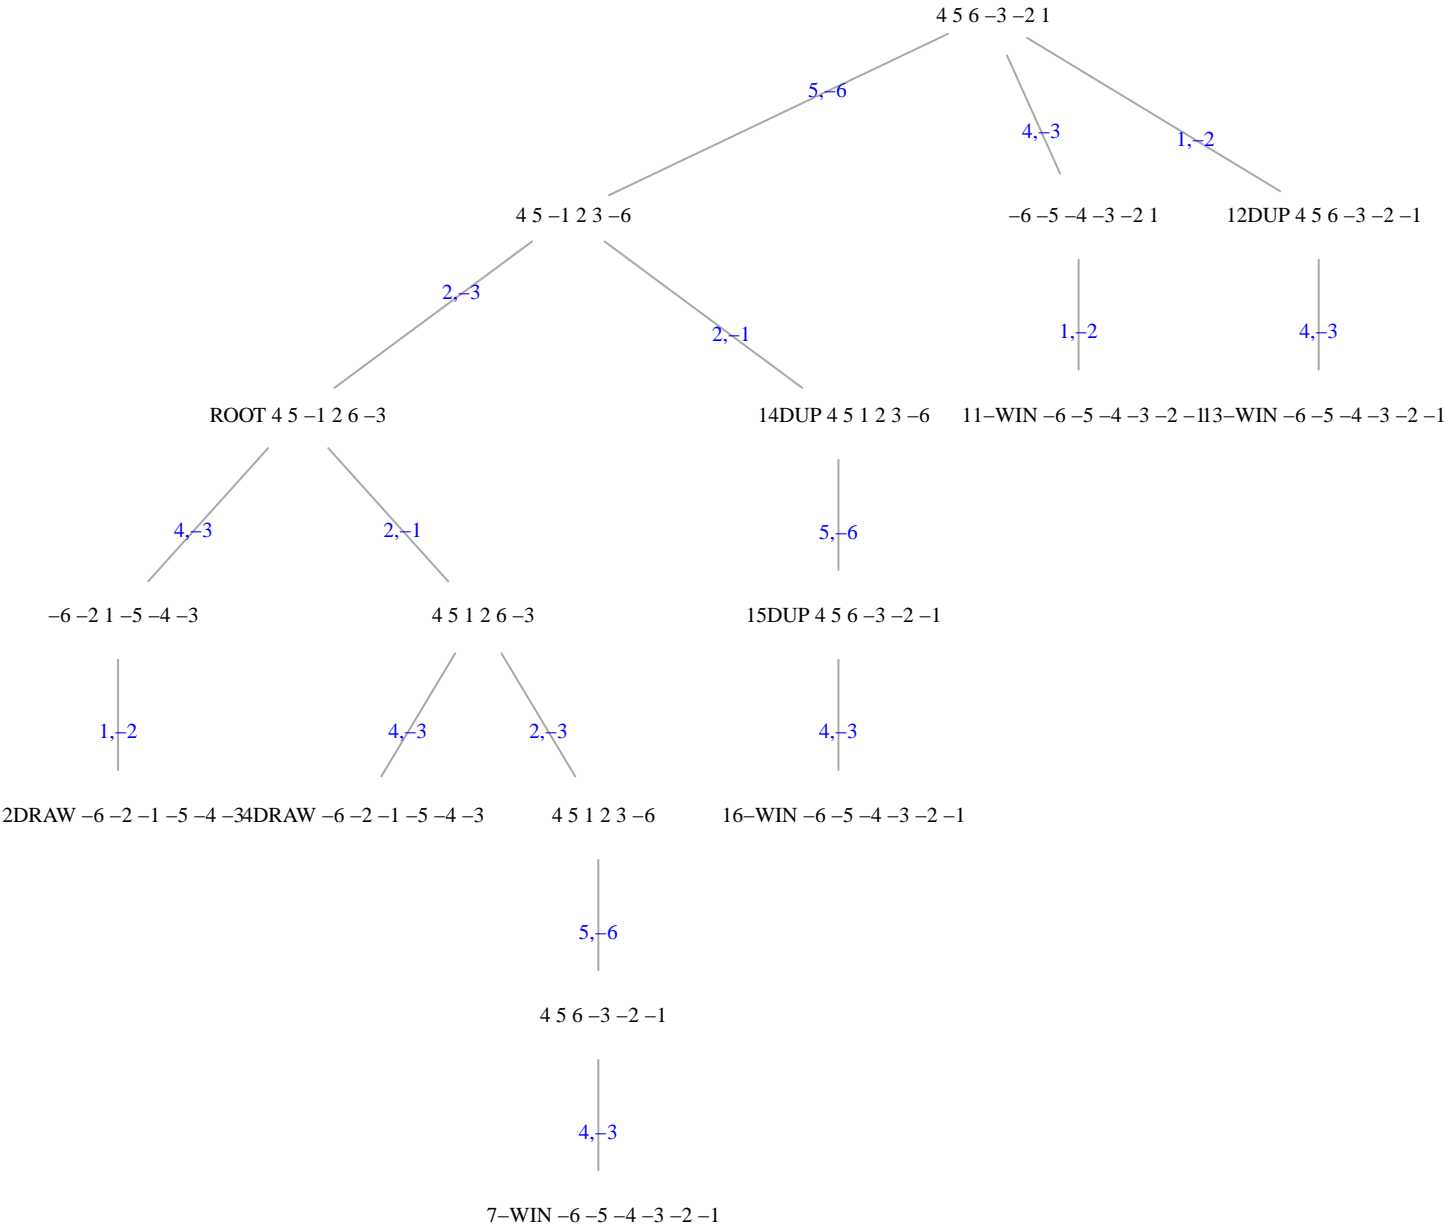 4 5 6 –3 –2 1
5,–6
4,–3
1,–2
4 5 –1 2 3 –6
–6 –5 –4 –3 –2 1
12DUP 4 5 6 –3 –2 –1
2,–3
2,–1
1,–2
4,–3
ROOT 4 5 –1 2 6 –3
14DUP 4 5 1 2 3 –6
11–WIN –6 –5 –4 –3 –2 –1
13–WIN –6 –5 –4 –3 –2 –1
4,–3
2,–1
5,–6
–6 –2 1 –5 –4 –3
4 5 1 2 6 –3
15DUP 4 5 6 –3 –2 –1
1,–2
4,–3
2,–3
4,–3
2DRAW –6 –2 –1 –5 –4 –3
4DRAW –6 –2 –1 –5 –4 –3
4 5 1 2 3 –6
16–WIN –6 –5 –4 –3 –2 –1
5,–6
4 5 6 –3 –2 –1
4,–3
7–WIN –6 –5 –4 –3 –2 –1